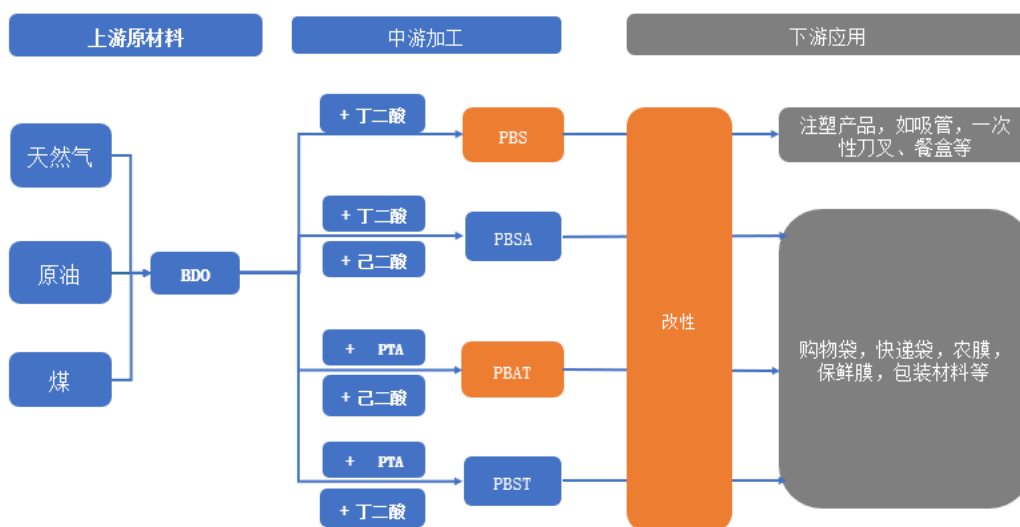 上游原材料
中游加工
下游应用
天然气
原油
煤
BDO
+ 丁二酸
PBS
+ 丁二酸
+ 己二酸
PBSA
+ PTA
+ 己二酸
PBAT
+ PTA
+ 丁二酸
PBST
改性
注塑产品，如吸管，一次
性刀叉、餐盒等
购物袋，快递袋，农膜，
保鲜膜，包装材料等